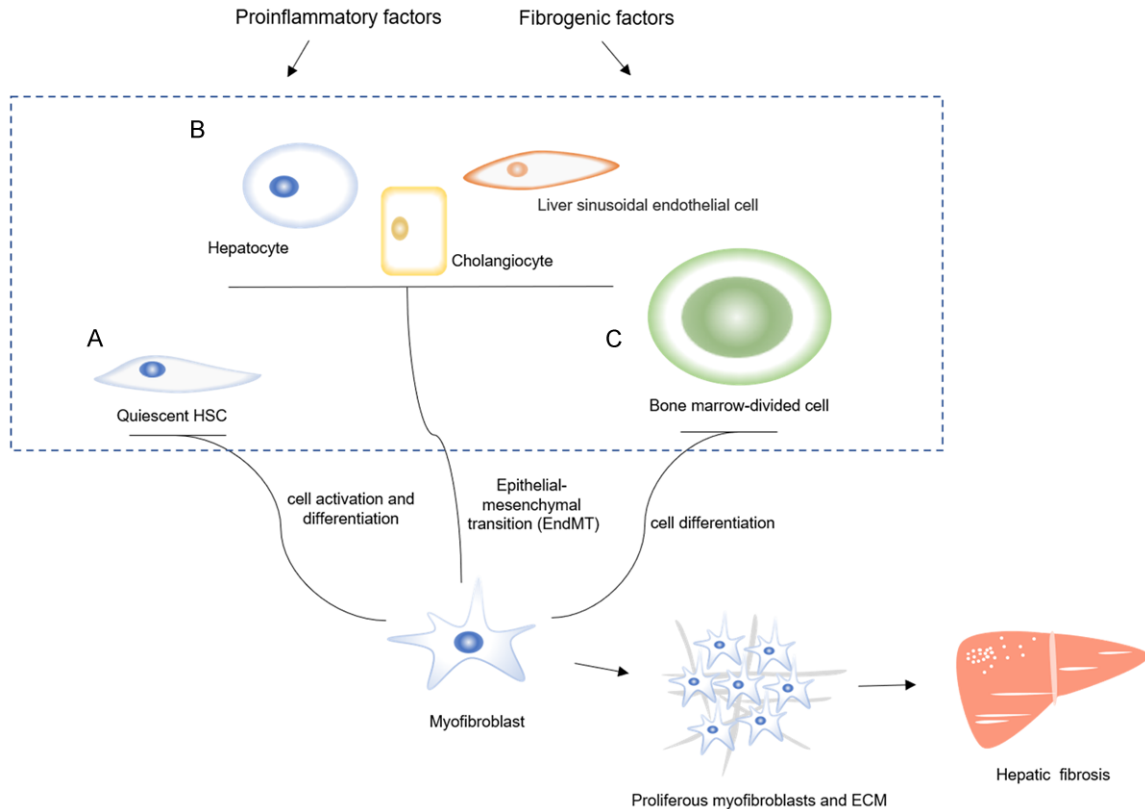 Proinflammatory factors
Fibrogenic factors
B
Liver sinusoidal endothelial cell
Hepatocyte
Cholangiocyte
A
C
Quiescent HSC
Bone marrow-divided cell
cell activation and
differentiation
Epithelial-
mesenchymal
transition (EndMT)
cell differentiation
Myofibroblast
Proliferous myofibroblasts and ECM
Hepatic fibrosis